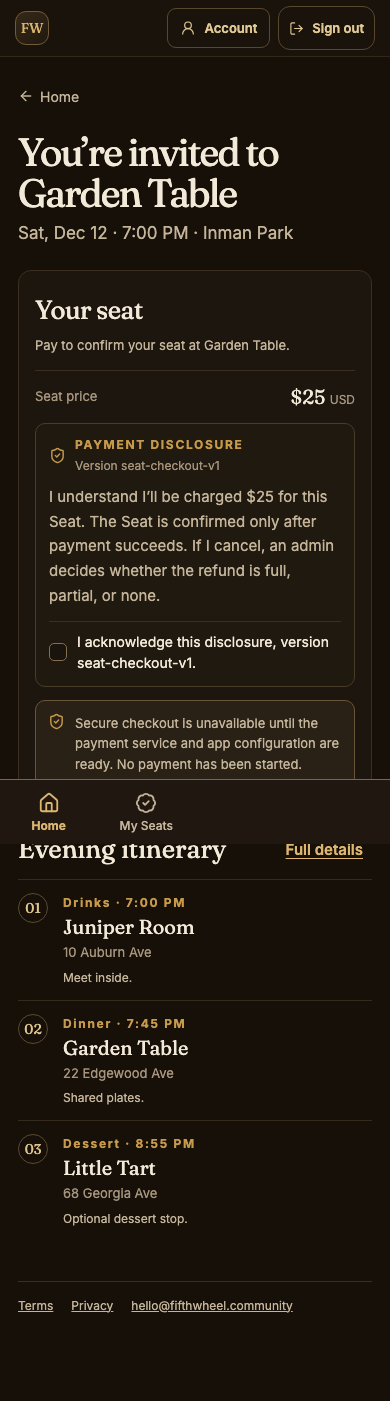 FW
Account
Sign out
Home
You’re invited to
Garden Table
Sat, Dec 12 · 7:00 PM · Inman Park
Your seat
Pay to confirm your seat at Garden Table.
Seat price
$25 USD
PAYMENT DISCLOSURE
Version seat-checkout-v1
I understand I’ll be charged $25 for this
Seat. The Seat is confirmed only after
payment succeeds. If I cancel, an admin
decides whether the refund is full,
partial, or none.
I acknowledge this disclosure, version
seat-checkout-v1.
Secure checkout is unavailable until the
payment service and app configuration are
ready. No payment has been started.
Home
My Seats
Evening itinerary
Full details
01
Drinks · 7:00 PM
Juniper Room
10 Auburn Ave
Meet inside.
02
Dinner · 7:45 PM
Garden Table
22 Edgewood Ave
Shared plates.
03
Dessert · 8:55 PM
Little Tart
68 Georgia Ave
Optional dessert stop.
Terms
Privacy
hello@fifthwheel.community